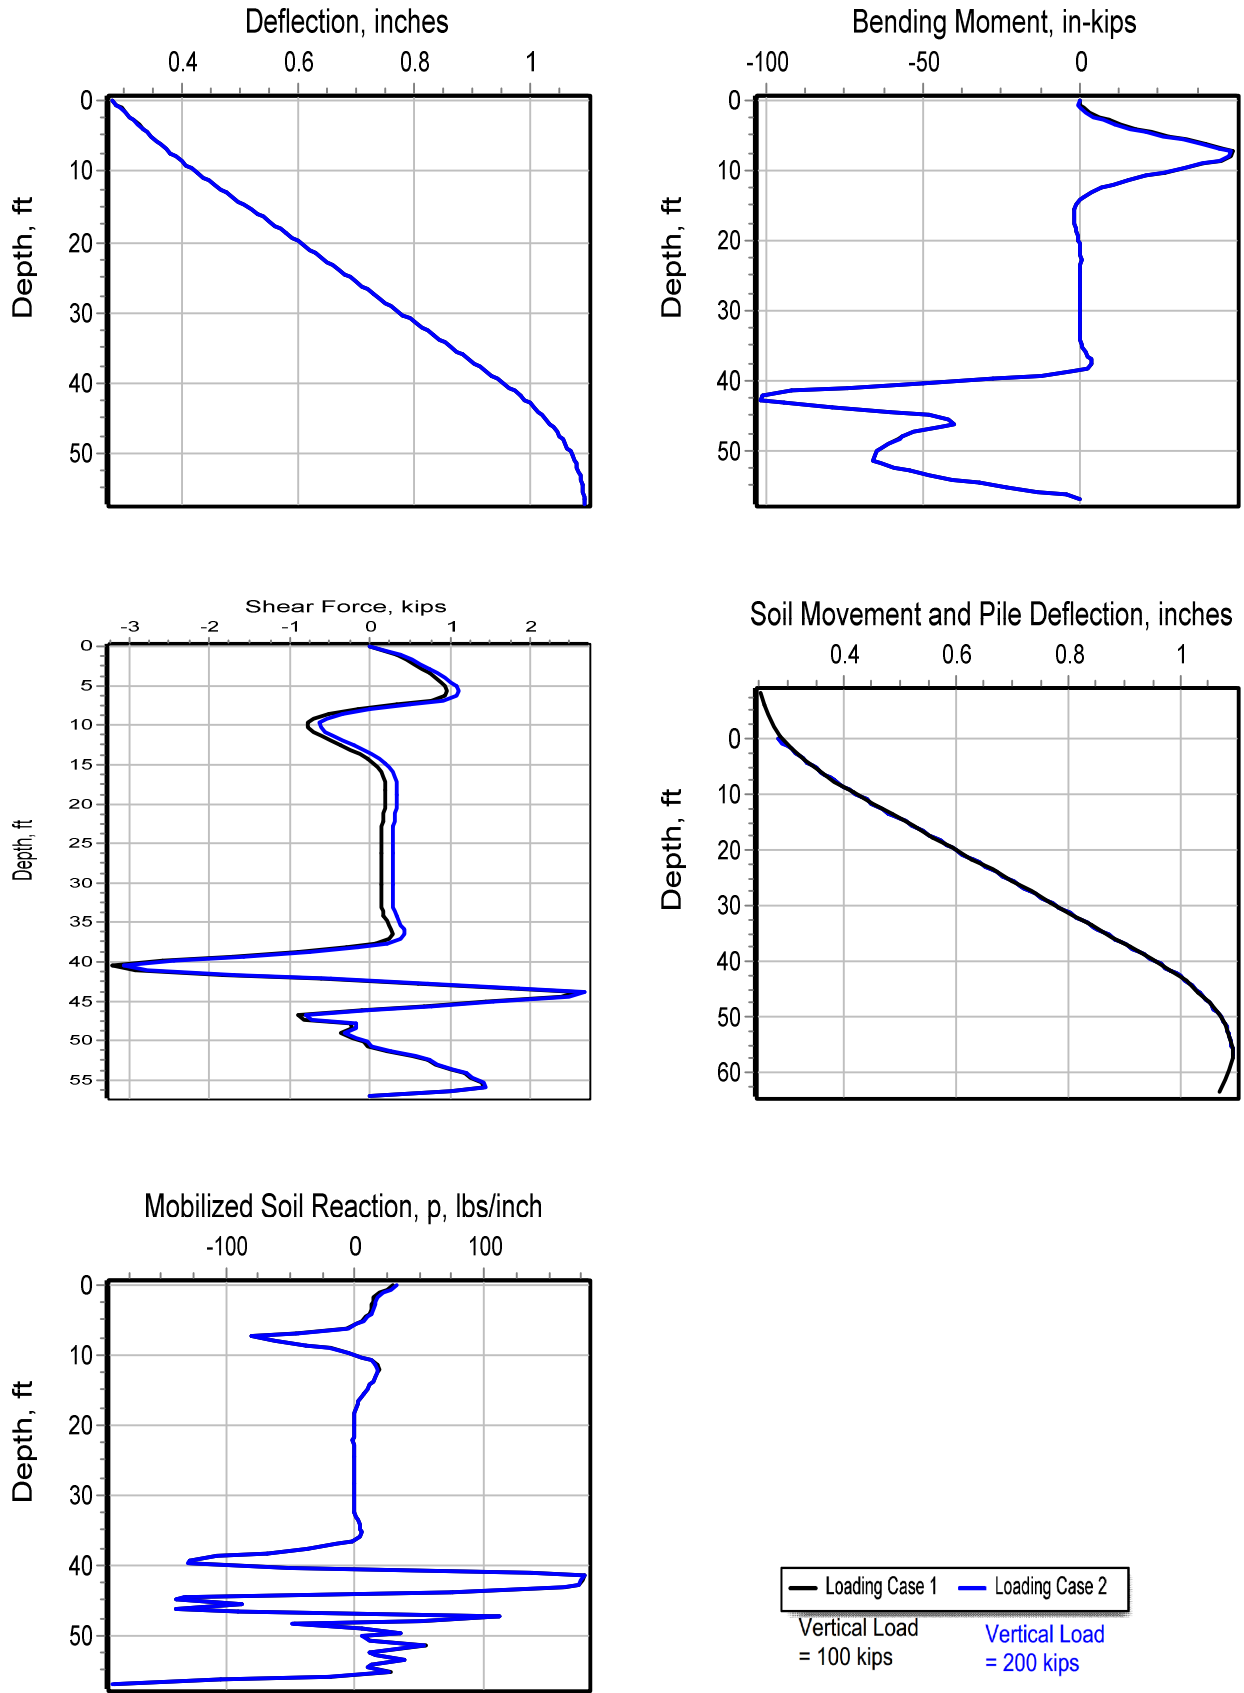 Deflection, inches
0.4 0.6 0.8 1
Depth, ft
0
10
20
30
40
50
Bending Moment, in-kips
-100 -50 0
Depth, ft
0
10
20
30
40
50
Shear Force, kips
-3 -2 -1 0 1 2
Depth, ft
0
5
10
15
20
25
30
35
40
45
50
55
Soil Movement and Pile Deflection, inches
0.4 0.6 0.8 1
Depth, ft
0
10
20
30
40
50
60
Mobilized Soil Reaction, p, lbs/inch
-100 0 100
Depth, ft
0
10
20
30
40
50
Loading Case 1 Loading Case 2
Vertical Load
= 100 kips
Vertical Load
= 200 kips